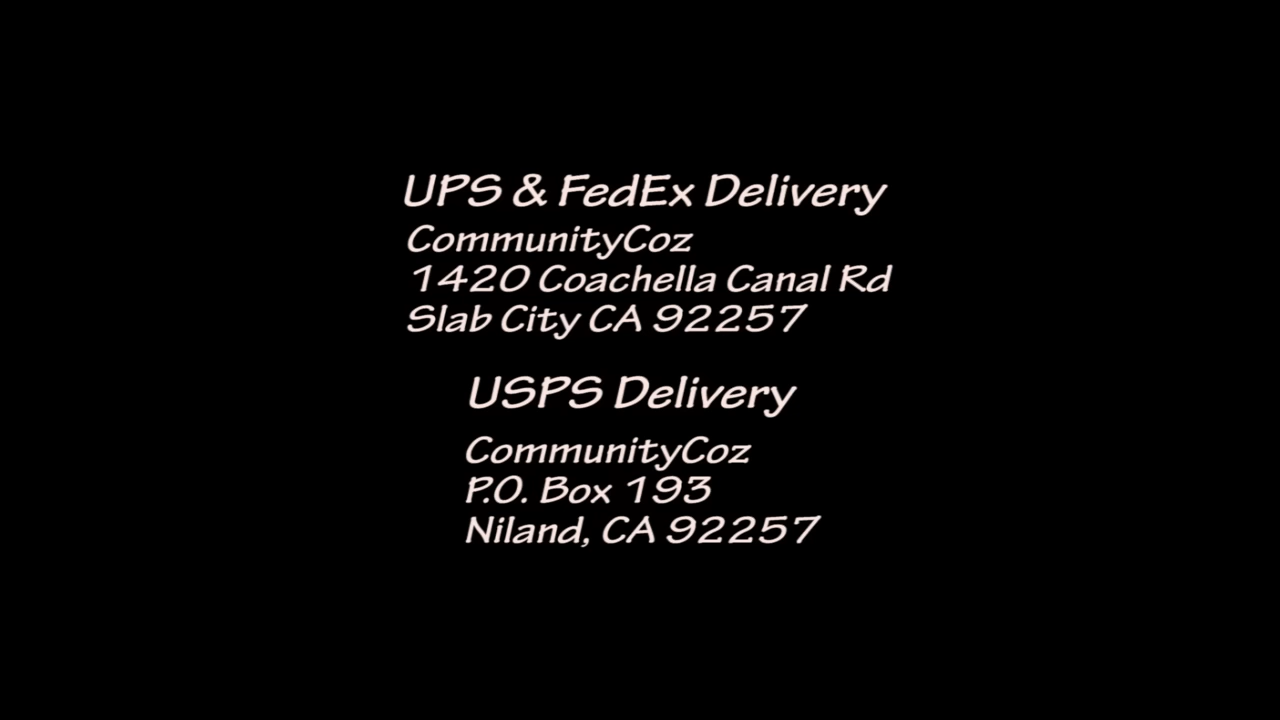 UPS & FedEx Delivery
CommunityCoz
1420 Coachella Canal Rd
Slab City CA 92257
USPS Delivery
CommunityCoz
P.O. Box 193
Niland, CA 92257